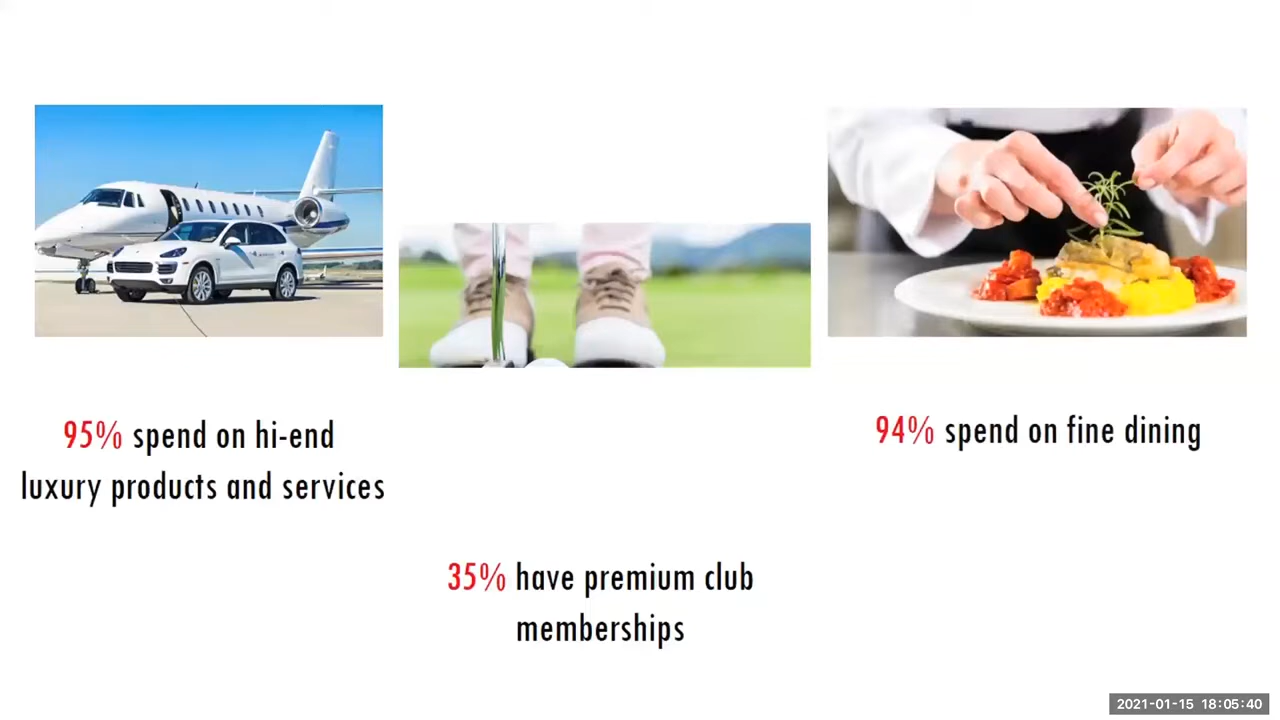 95% spend on hi-end
luxury products and services
35% have premium club
memberships
94% spend on fine dining
2021-01-15 18:05:40